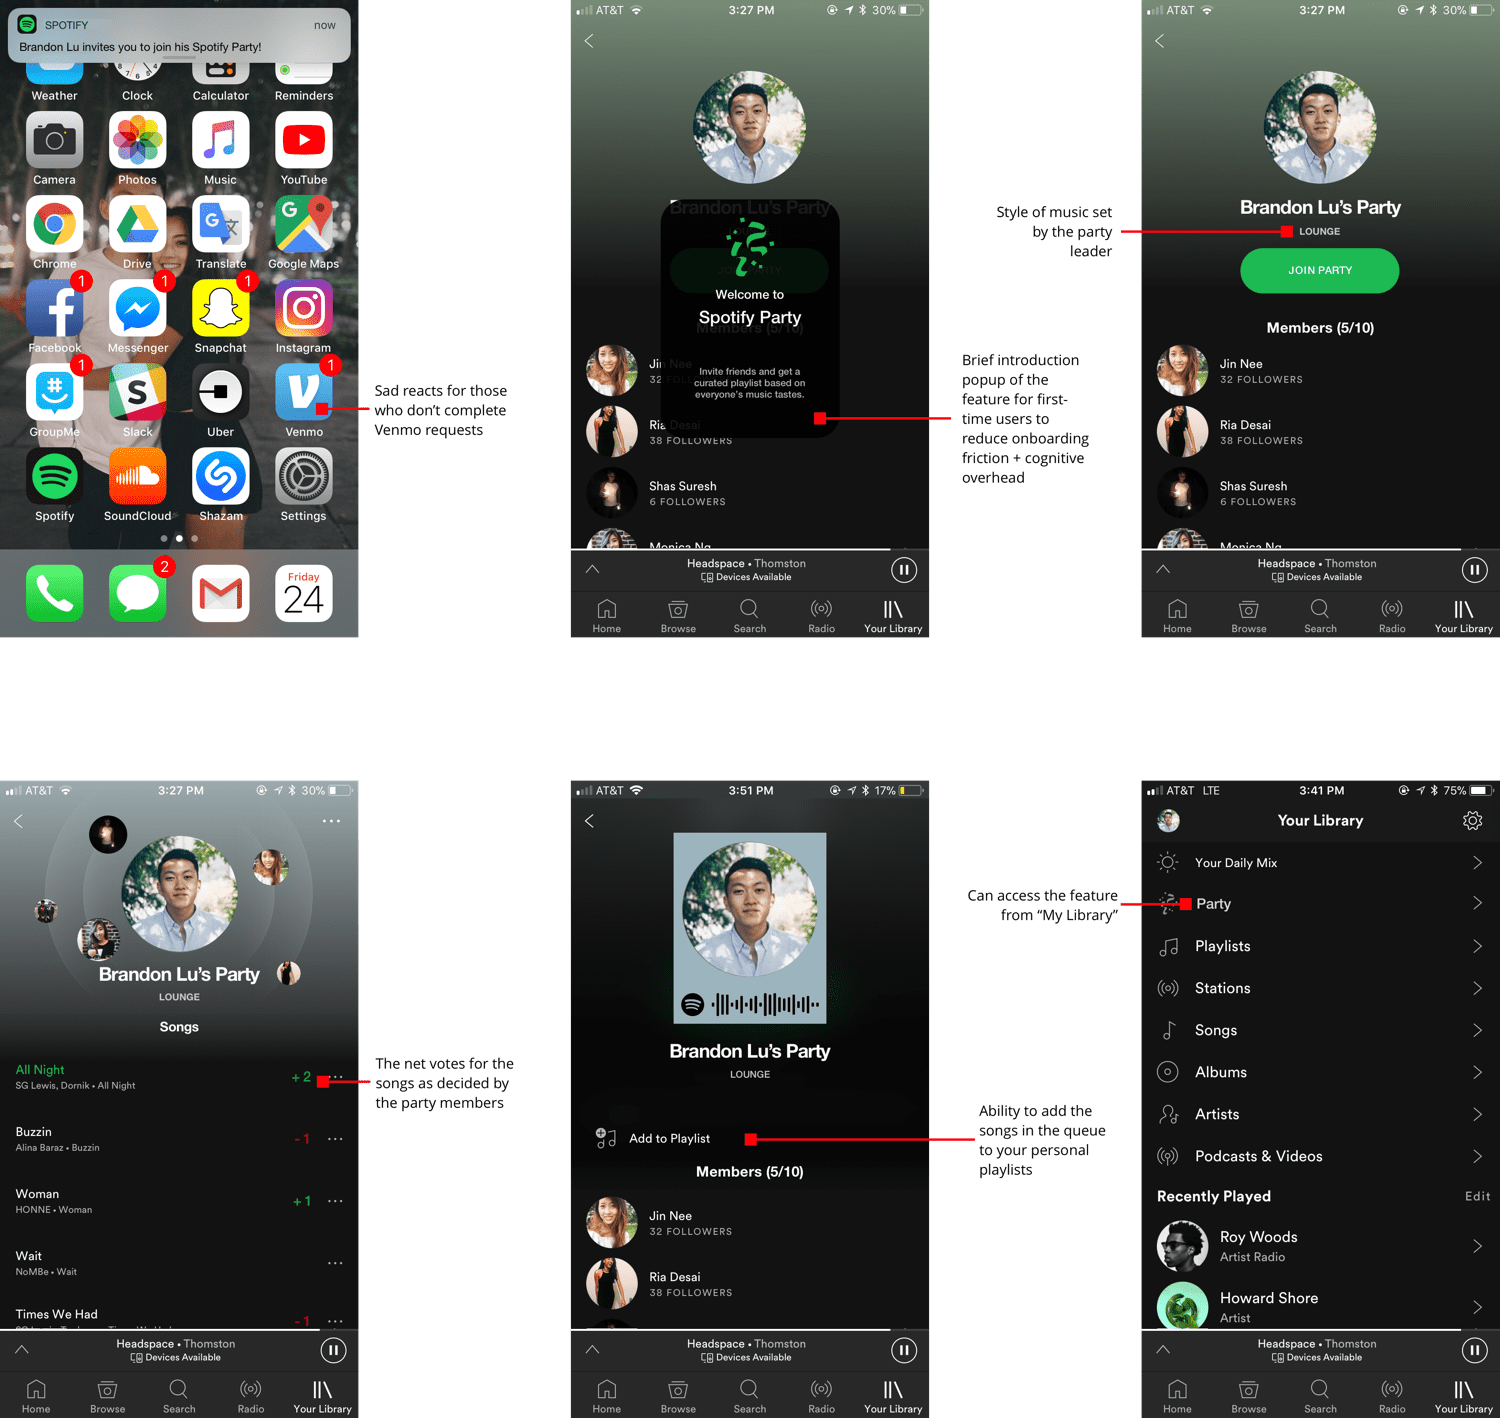 SPOTIFY
now
Brandon Lu invites you to join his Spotify Party!
Weather
Clock
Calculator
Reminders
Camera
Photos
Music
YouTube
Chrome
Drive
Translate
Google Maps
1
1
1
Facebook
Messenger
Snapchat
Instagram
1
1
GroupMe
Slack
Uber
Venmo
Spotify
SoundCloud
Shazam
Settings
2
Friday
24
Sad reacts for those
who don’t complete
Venmo requests
AT&T
3:27 PM
30%
Brandon Lu's Party
JOIN PARTY
Welcome to
Spotify Party
Members (5/10)
Invite friends and get a
curated playlist based on
everyone's music tastes.
Jin Nee
32
Ria Desai
38 FOLLOWERS
Shas Suresh
6 FOLLOWERS
Monica Ng
Headspace • Thomston
Devices Available
Home
Browse
Search
Radio
Your Library
Brief introduction
popup of the
feature for first-
time users to
reduce onboarding
friction + cognitive
overhead
AT&T
3:27 PM
30%
Brandon Lu’s Party
LOUNGE
JOIN PARTY
Members (5/10)
Jin Nee
32 FOLLOWERS
Ria Desai
38 FOLLOWERS
Shas Suresh
6 FOLLOWERS
Monica Ng
Headspace • Thomston
Devices Available
Home
Browse
Search
Radio
Your Library
Style of music set
by the party
leader
AT&T
3:27 PM
30%
Brandon Lu’s Party
LOUNGE
Songs
All Night
+2
SG Lewis, Dornik • All Night
Buzzin
-1
Alina Baraz • Buzzin
Woman
+1
HONNE • Woman
Wait
NoMBe • Wait
Times We Had
-1
Headspace • Thomston
Devices Available
Home
Browse
Search
Radio
Your Library
The net votes for the
songs as decided by
the party members
AT&T
3:51 PM
17%
Brandon Lu’s Party
LOUNGE
Add to Playlist
Members (5/10)
Jin Nee
32 FOLLOWERS
Ria Desai
38 FOLLOWERS
Headspace • Thomston
Devices Available
Home
Browse
Search
Radio
Your Library
Ability to add the
songs in the queue
to your personal
playlists
AT&T LTE
3:41 PM
75%
Your Library
Your Daily Mix
Party
Playlists
Stations
Songs
Albums
Artists
Podcasts & Videos
Recently Played
Edit
Roy Woods
Artist Radio
Howard Shore
Artist
Headspace • Thomston
Devices Available
Home
Browse
Search
Radio
Your Library
Can access the feature
from “My Library”